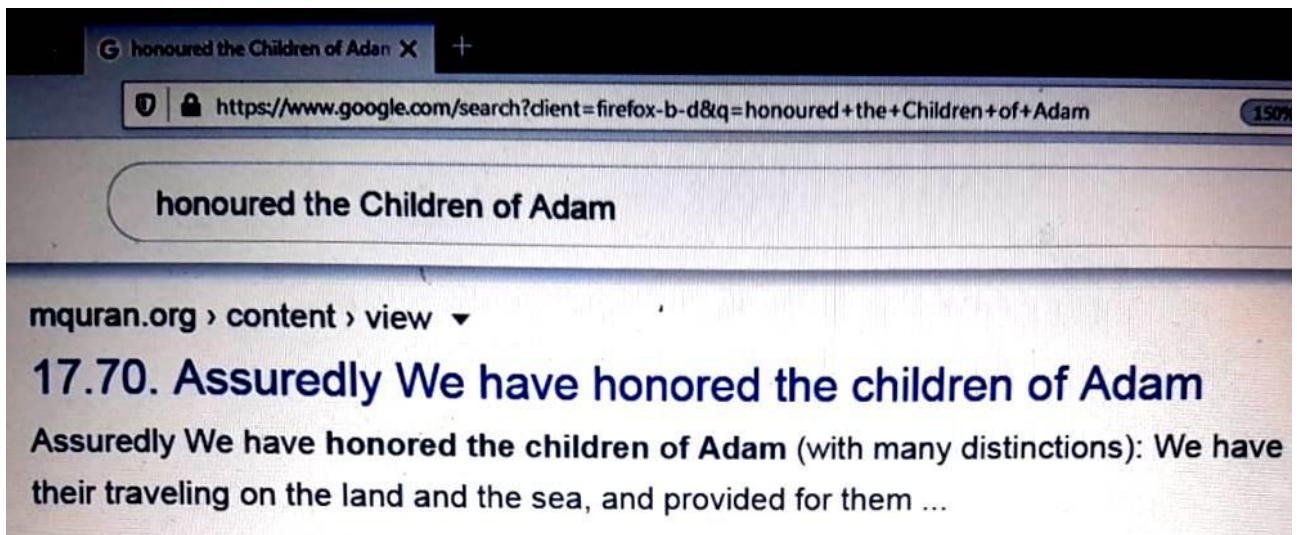 G honoured the Children of Adan X +
https://www.google.com/search?client=firefox-b-d&q=honoured+the+Children+of+Adam 150%
honoured the Children of Adam
mquran.org › content › view
17.70. Assuredly We have honored the children of Adam
Assuredly We have honored the children of Adam (with many distinctions): We have
their traveling on the land and the sea, and provided for them ...